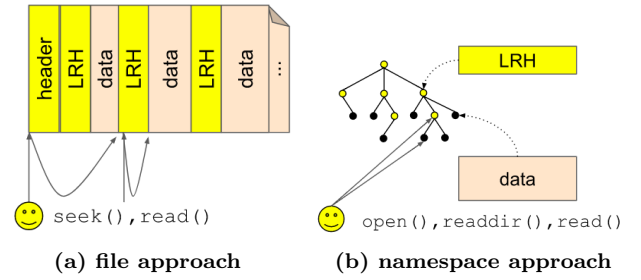 header
LRH
data
LRH
data
LRH
data
...
seek(),read()
(a) file approach
LRH
data
open(),readdir(),read()
(b) namespace approach